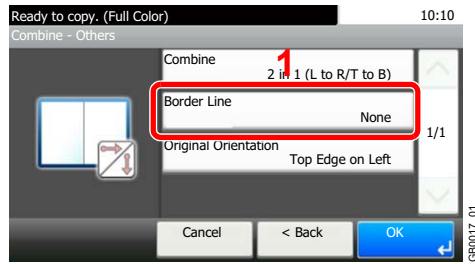 Ready to copy. (Full Color) 10:10
Combine - Others
Combine
2 in 1 (L to R/T to B)
1
Border Line
None
1/1
Original Orientation
Top Edge on Left
Cancel < Back OK
GB0017_01